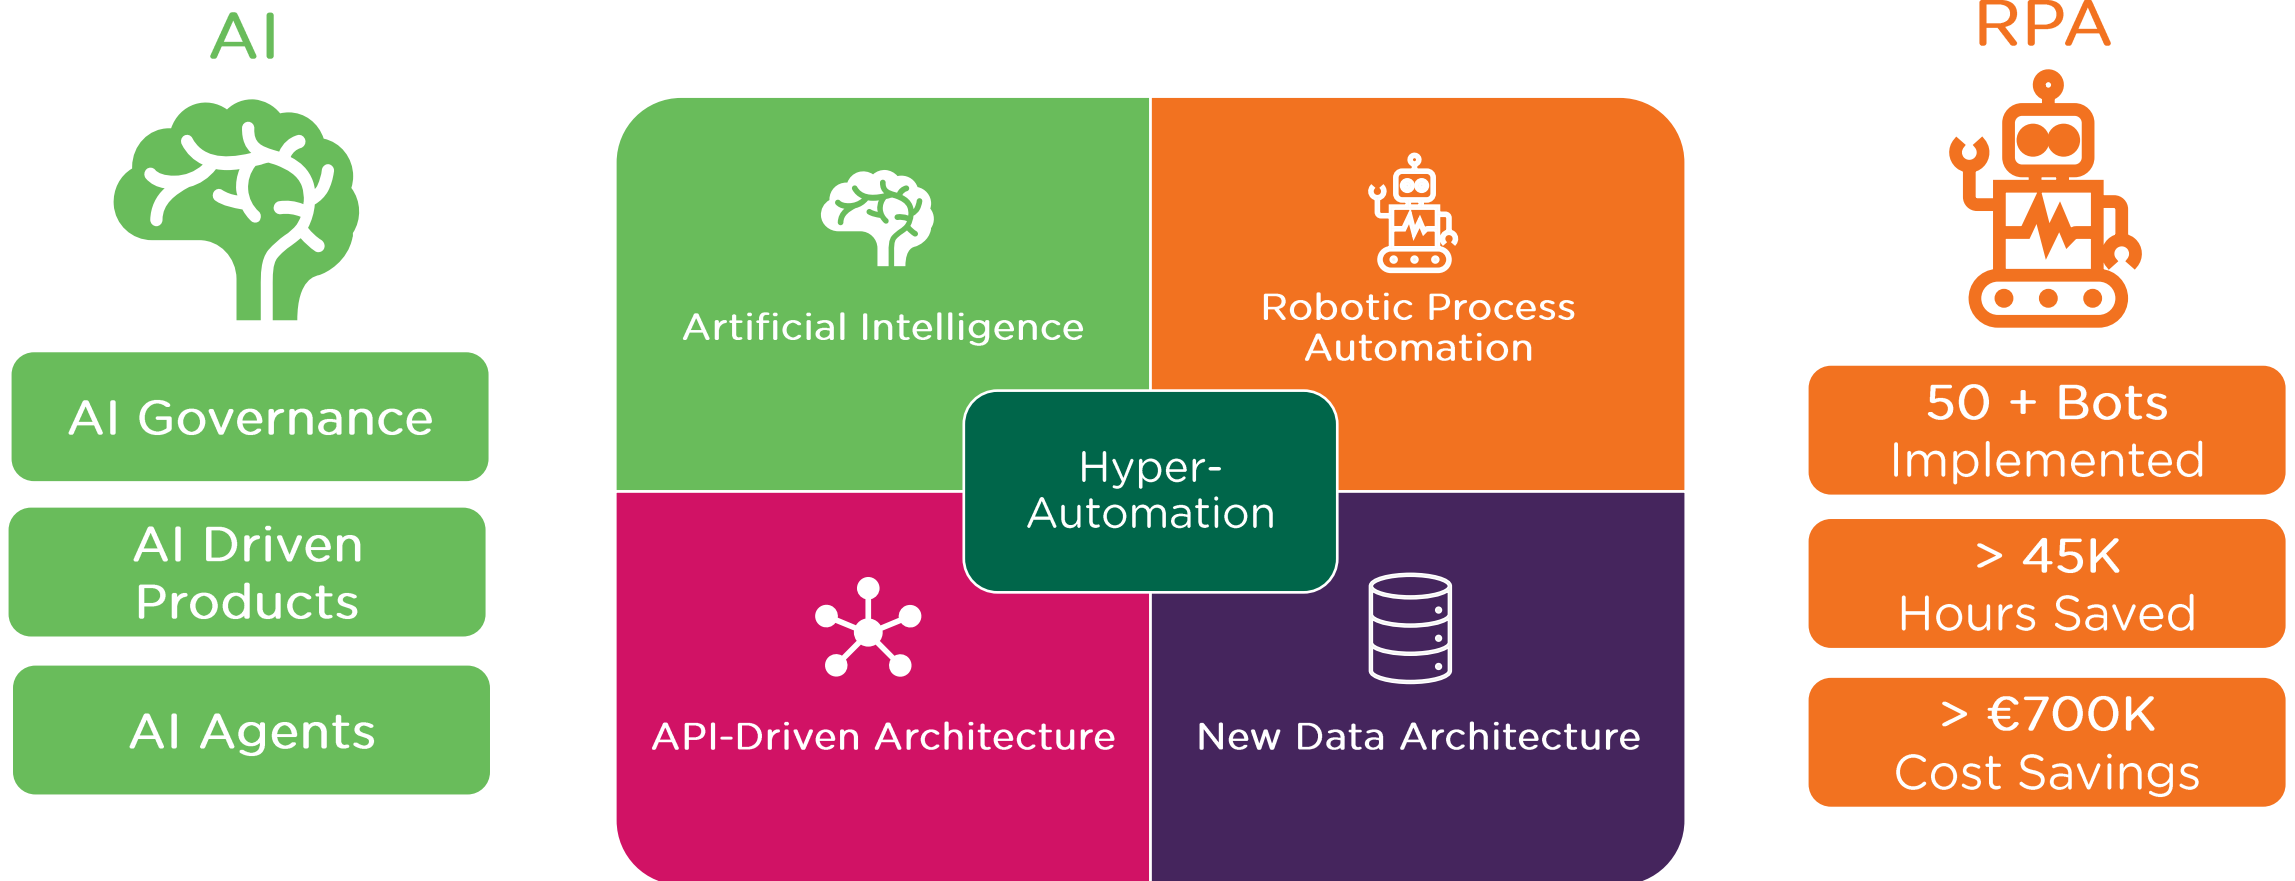 AI
AI Governance
AI Driven
Products
AI Agents
Artificial Intelligence
Robotic Process
Automation
Hyper-
Automation
API-Driven Architecture
New Data Architecture
RPA
50 + Bots
Implemented
> 45K
Hours Saved
> €700K
Cost Savings